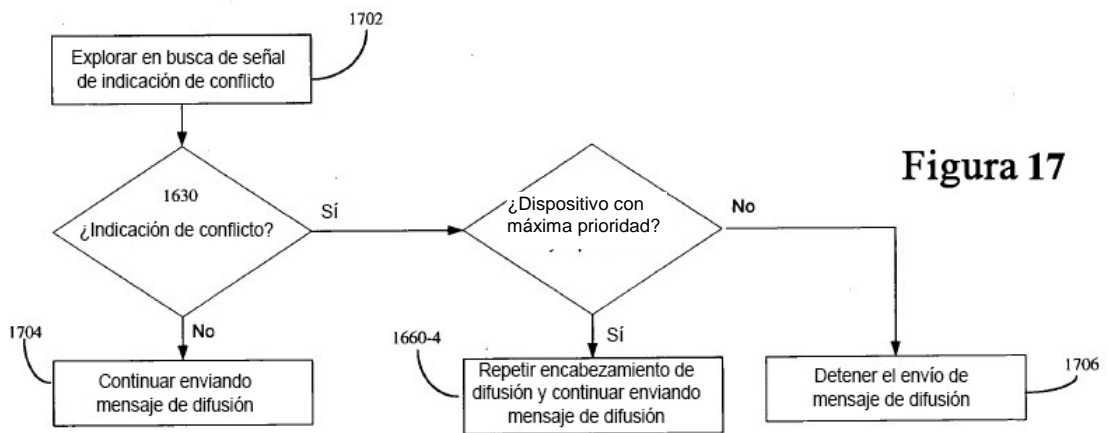 1702
Explorar en busca de señal
de indicación de conflicto
Figura 17
1630
¿Indicación de conflicto?
Sí
¿Dispositivo con
máxima prioridad?
No
1704
No
1660-4
Sí
Continuar enviando
mensaje de difusión
Repetir encabezamiento de
difusión y continuar enviando
mensaje de difusión
Detener el envío de
mensaje de difusión
1706